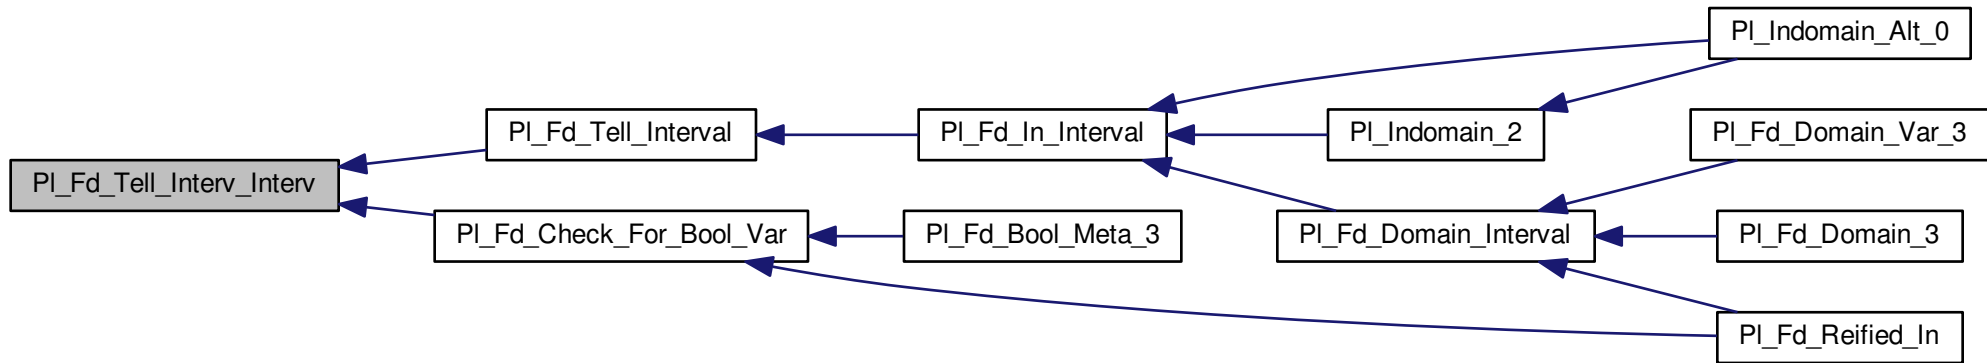 Pl_Indomain_Alt_0
Pl_Fd_Tell_Interval
Pl_Fd_In_Interval
Pl_Indomain_2
Pl_Fd_Domain_Var_3
Pl_Fd_Tell_Interv_Interv
Pl_Fd_Check_For_Bool_Var
Pl_Fd_Bool_Meta_3
Pl_Fd_Domain_Interval
Pl_Fd_Domain_3
Pl_Fd_Reified_In